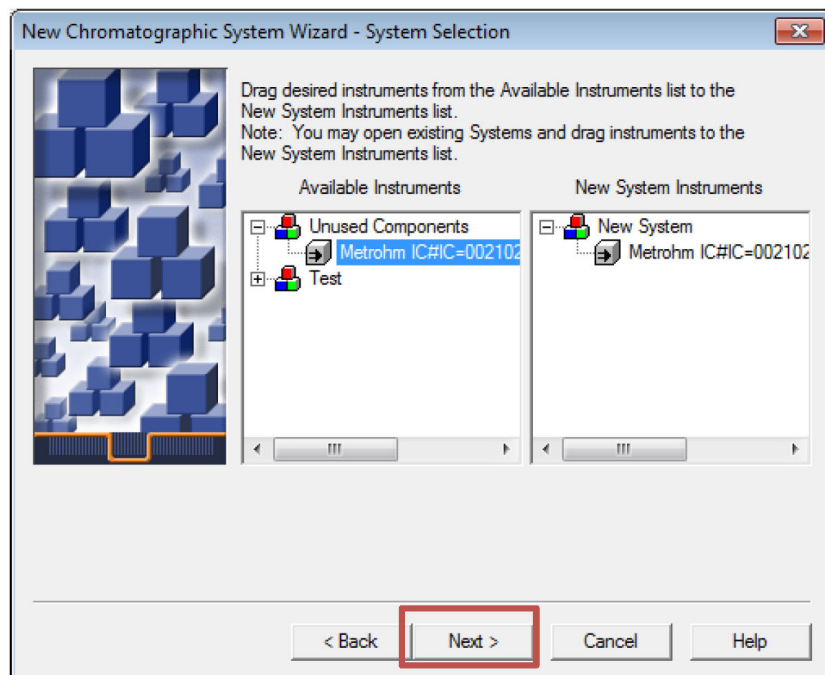 New Chromatographic System Wizard - System Selection
Drag desired instruments from the Available Instruments list to the
New System Instruments list.
Note: You may open existing Systems and drag instruments to the
New System Instruments list.
Available Instruments
New System Instruments
Unused Components
Metrohm IC#IC=002102
Test
New System
Metrohm IC#IC=002102
< Back
Next >
Cancel
Help